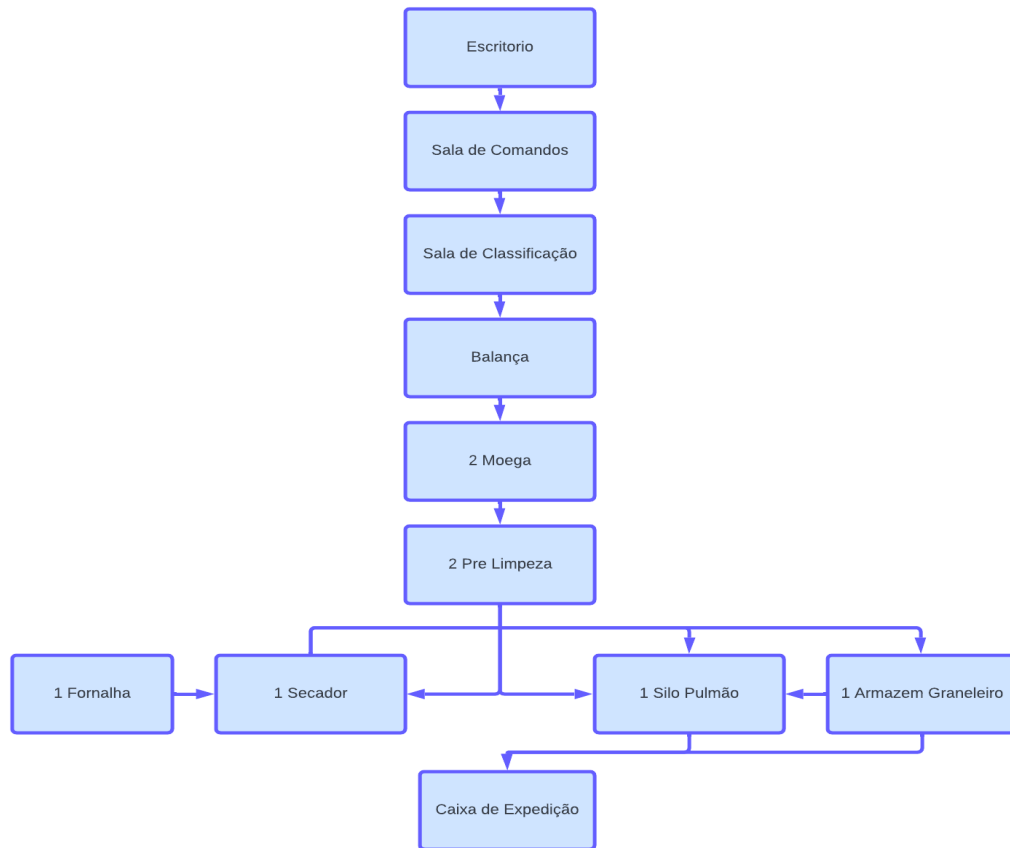 Escritorio
Sala de Comandos
Sala de Classificação
Balança
2 Moega
2 Pre Limpeza
1 Fornalha
1 Secador
1 Silo Pulmão
1 Armazem Graneleiro
Caixa de Expedição